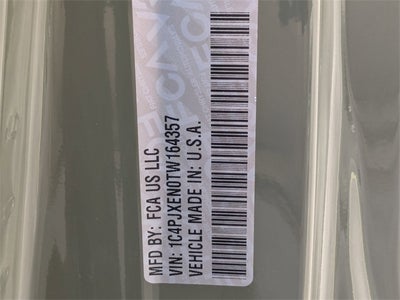 MFD BY: FCA US LLC
VIN: 1C4PJXEN0TW164357
VEHICLE MADE IN: U.S.A.